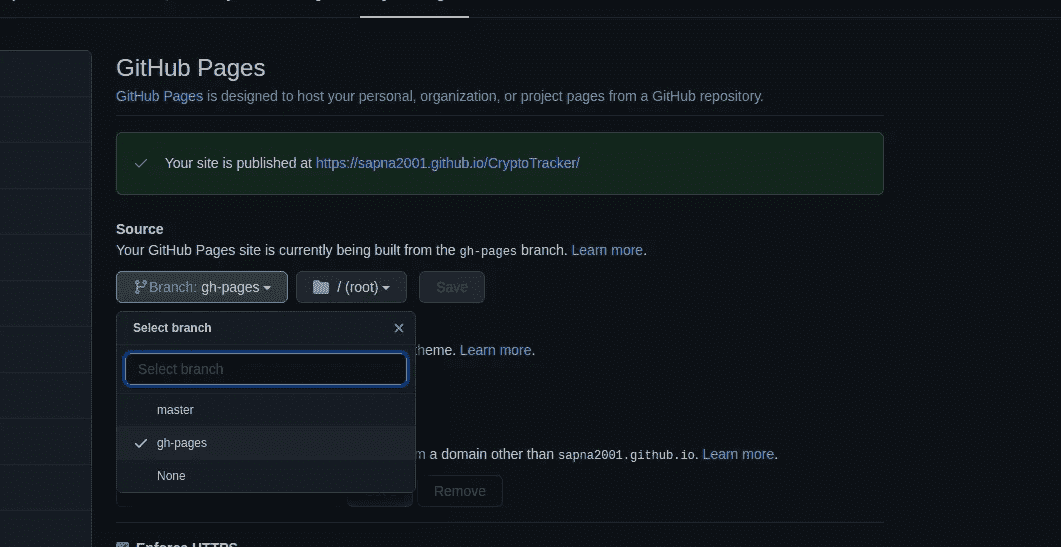 GitHub Pages
GitHub Pages is designed to host your personal, organization, or project pages from a GitHub repository.
Your site is published at https://sapna2001.github.io/CryptoTracker/
Source
Your GitHub Pages site is currently being built from the gh-pages branch. Learn more.
Branch: gh-pages / (root) Save
Select branch
theme. Learn more.
Select branch
master
gh-pages
m a domain other than sapna2001.github.io. Learn more.
None
Remove
Enforce HTTPS